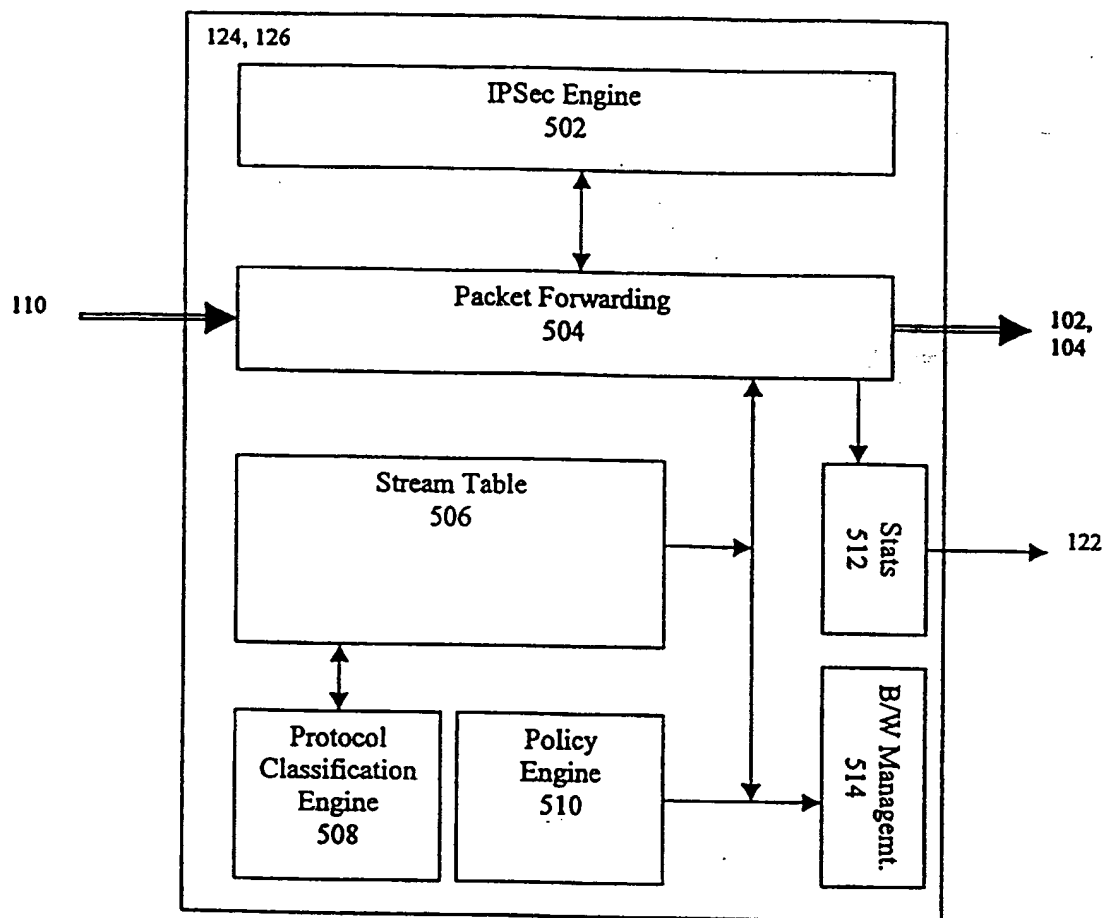 124, 126
IPSec Engine
502
110
Packet Forwarding
504
102,
104
Stream Table
506
Stats
512
122
Protocol
Classification
Engine
508
Policy
Engine
510
B/W Managemt.
514